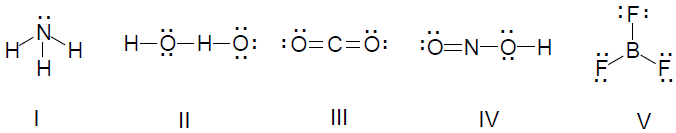 :F:
N
H H H–O–H–O: :O=C=O: :O=N–O–H B
H F F
I II III IV V